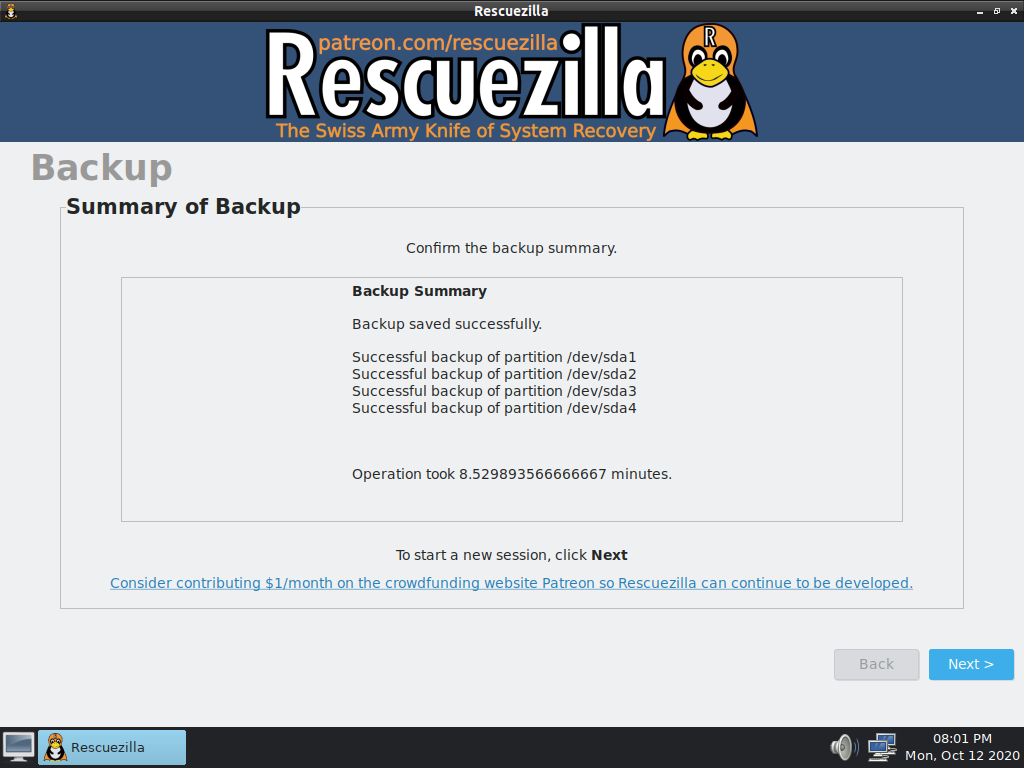 Rescuezilla
patreon.com/rescuezilla
Rescuezilla
R
The Swiss Army Knife of System Recovery
Backup
Summary of Backup
Confirm the backup summary.
Backup Summary
Backup saved successfully.
Successful backup of partition /dev/sda1
Successful backup of partition /dev/sda2
Successful backup of partition /dev/sda3
Successful backup of partition /dev/sda4
Operation took 8.529893566666667 minutes.
To start a new session, click Next
Consider contributing $1/month on the crowdfunding website Patreon so Rescuezilla can continue to be developed.
Back
Next >
Rescuezilla
08:01 PM
Mon, Oct 12 2020